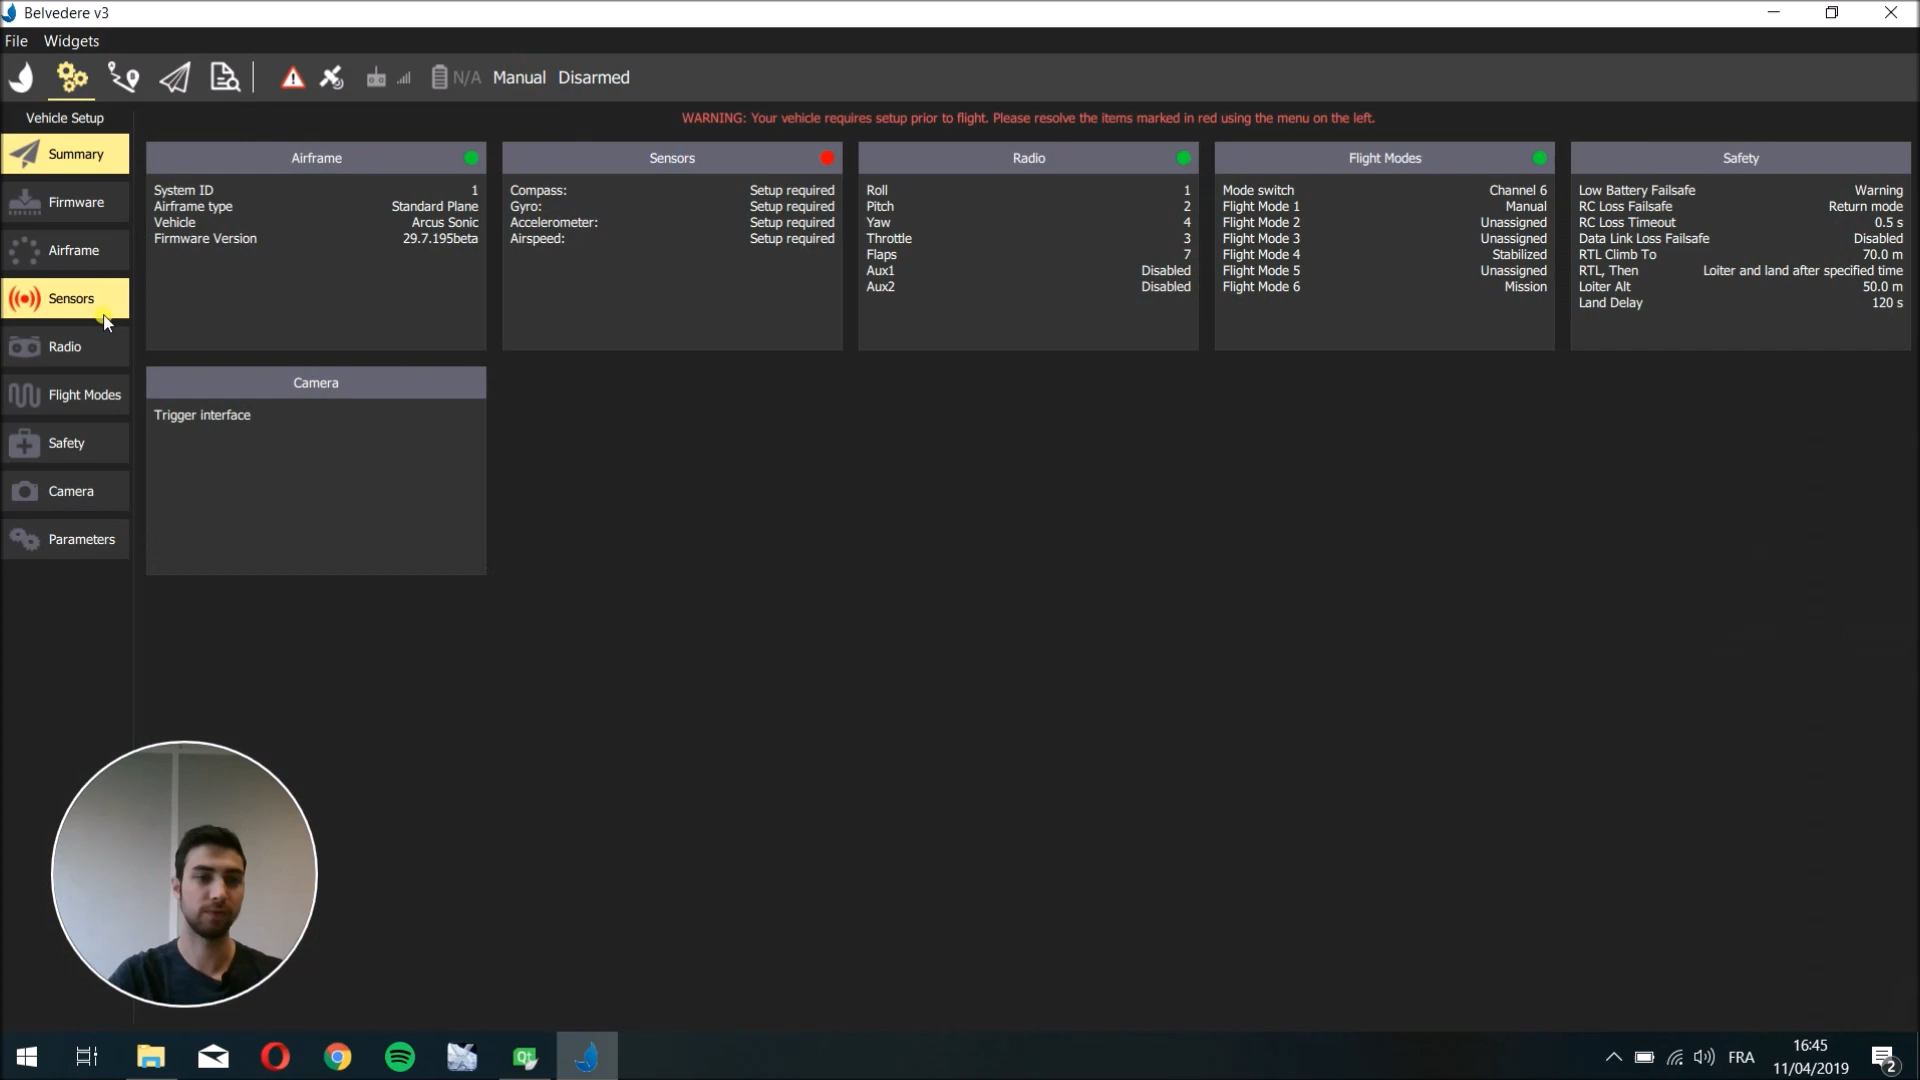 Belvedere v3
File Widgets
N/A Manual Disarmed
Vehicle Setup
WARNING: Your vehicle requires setup prior to flight. Please resolve the items marked in red using the menu on the left.
Summary
Firmware
Airframe
Sensors
Radio
Flight Modes
Safety
Camera
Parameters
Airframe
System ID 1
Airframe type Standard Plane
Vehicle Arcus Sonic
Firmware Version 29.7.195beta
Sensors
Compass: Setup required
Gyro: Setup required
Accelerometer: Setup required
Airspeed: Setup required
Radio
Roll 1
Pitch 2
Yaw 4
Throttle 3
Flaps 7
Aux1 Disabled
Aux2 Disabled
Flight Modes
Mode switch Channel 6
Flight Mode 1 Manual
Flight Mode 2 Unassigned
Flight Mode 3 Unassigned
Flight Mode 4 Stabilized
Flight Mode 5 Unassigned
Flight Mode 6 Mission
Safety
Low Battery Failsafe Warning
RC Loss Failsafe Return mode
RC Loss Timeout 0.5 s
Data Link Loss Failsafe Disabled
RTL Climb To 70.0 m
RTL, Then Loiter and land after specified time
Loiter Alt 50.0 m
Land Delay 120 s
Camera
Trigger interface
Qt
FRA
16:45
11/04/2019
2